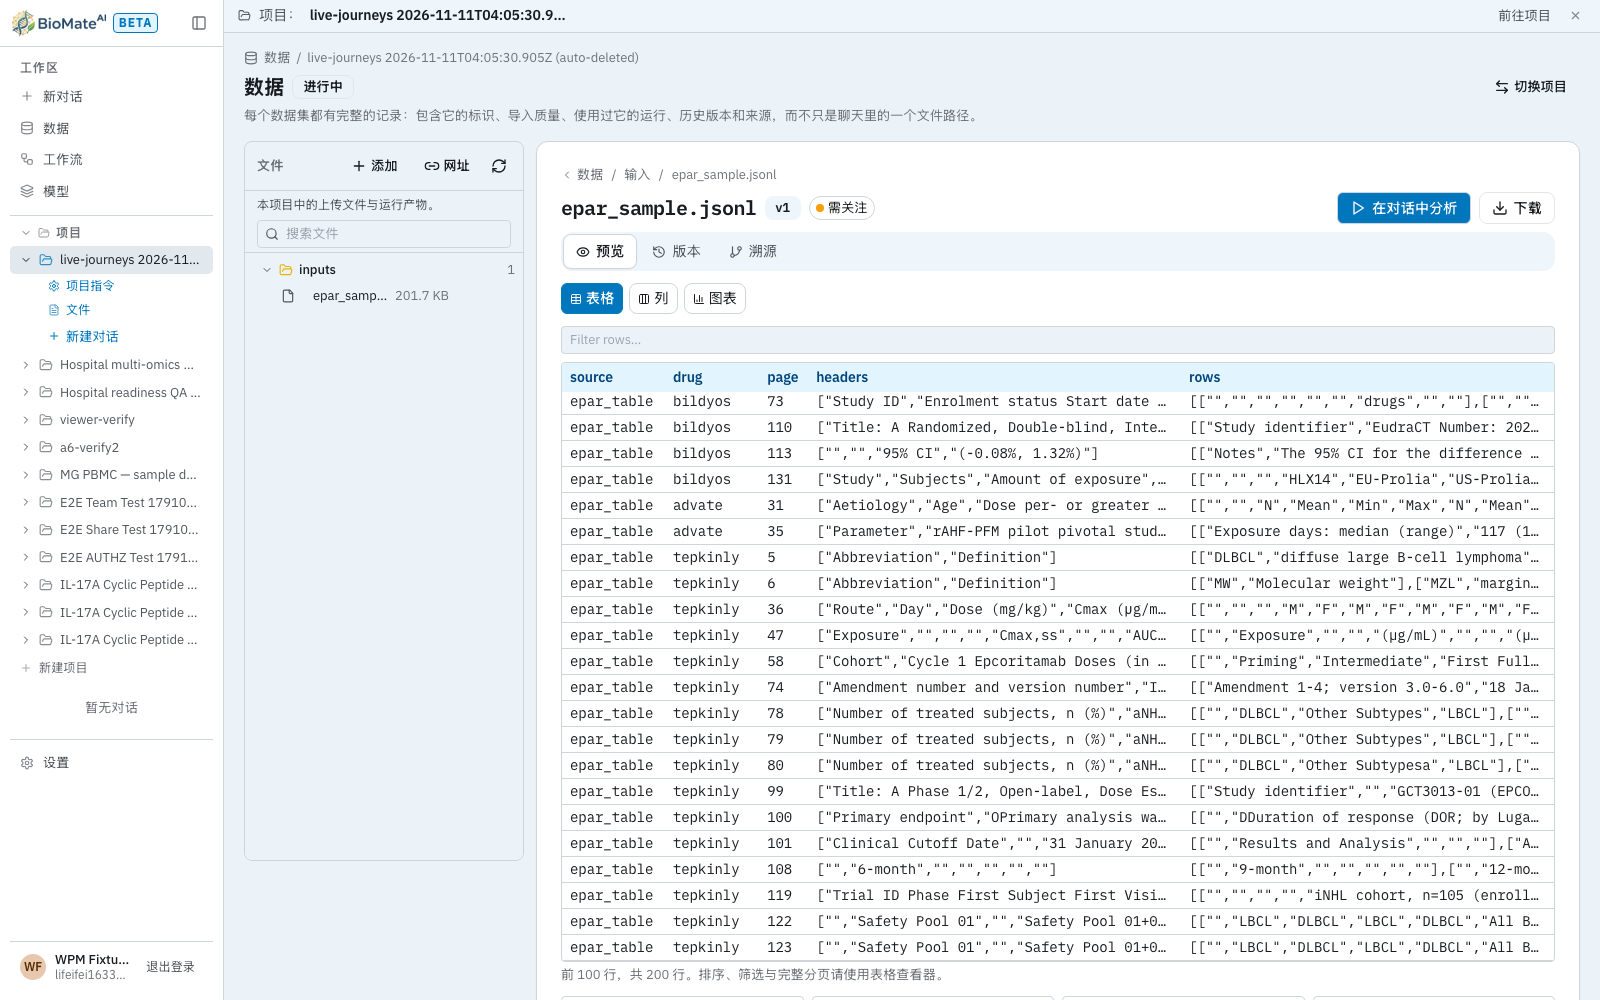 BioMate AI BETA
工作区
新对话
数据
工作流
模型
项目
live-journeys 2026-11...
项目指令
文件
新建对话
Hospital multi-omics ...
Hospital readiness QA ...
viewer-verify
a6-verify2
MG PBMC — sample d...
E2E Team Test 17910...
E2E Share Test 17910...
E2E AUTHZ Test 1791...
IL-17A Cyclic Peptide ...
IL-17A Cyclic Peptide ...
IL-17A Cyclic Peptide ...
新建项目
暂无对话
设置
WF
WPM Fixtu...
lifeifei1633...
退出登录
项目： live-journeys 2026-11-11T04:05:30.9...
前往项目
数据 / live-journeys 2026-11-11T04:05:30.905Z (auto-deleted)
数据 进行中
切换项目
每个数据集都有完整的记录：包含它的标识、导入质量、使用过它的运行、历史版本和来源，而不只是聊天里的一个文件路径。
文件 添加 网址
本项目中的上传文件与运行产物。
搜索文件
inputs 1
epar_samp... 201.7 KB
数据 / 输入 / epar_sample.jsonl
epar_sample.jsonl v1 需关注
在对话中分析 下载
预览 版本 溯源
表格 列 图表
Filter rows...
source drug page headers rows
epar_table bildyos 73 ["Study ID","Enrolment status Start date … [["","","","","","","drugs","",""],["",""…
epar_table bildyos 110 ["Title: A Randomized, Double-blind, Inte… [["Study identifier","EudraCT Number: 202…
epar_table bildyos 113 ["","","95% CI","(-0.08%, 1.32%)"] [["Notes","The 95% CI for the difference …
epar_table bildyos 131 ["Study","Subjects","Amount of exposure",… [["","","","HLX14","EU-Prolia","US-Prolia…
epar_table advate 31 ["Aetiology","Age","Dose per- or greater … [["","","N","Mean","Min","Max","N","Mean"…
epar_table advate 35 ["Parameter","rAHF-PFM pilot pivotal stud… [["Exposure days: median (range)","117 (1…
epar_table tepkinly 5 ["Abbreviation","Definition"] [["DLBCL","diffuse large B-cell lymphoma"…
epar_table tepkinly 6 ["Abbreviation","Definition"] [["MW","Molecular weight"],["MZL","margin…
epar_table tepkinly 36 ["Route","Day","Dose (mg/kg)","Cmax (µg/m… [["","","","M","F","M","F","M","F","M","F…
epar_table tepkinly 47 ["Exposure","","","","Cmax,ss","","","AUC… [["","Exposure","","","(µg/mL)","","","(µ…
epar_table tepkinly 58 ["Cohort","Cycle 1 Epcoritamab Doses (in … [["","Priming","Intermediate","First Full…
epar_table tepkinly 74 ["Amendment number and version number","I… [["Amendment 1-4; version 3.0-6.0","18 Ja…
epar_table tepkinly 78 ["Number of treated subjects, n (%)","aNH… [["","DLBCL","Other Subtypes","LBCL"],[""…
epar_table tepkinly 79 ["Number of treated subjects, n (%)","aNH… [["","DLBCL","Other Subtypes","LBCL"],[""…
epar_table tepkinly 80 ["Number of treated subjects, n (%)","aNH… [["","DLBCL","Other Subtypesa","LBCL"],["…
epar_table tepkinly 99 ["Title: A Phase 1/2, Open-label, Dose Es… [["Study identifier","","GCT3013-01 (EPCO…
epar_table tepkinly 100 ["Primary endpoint","OPrimary analysis wa… [["","DDuration of response (DOR; by Luga…
epar_table tepkinly 101 ["Clinical Cutoff Date","","31 January 20… [["","Results and Analysis","","",""],["A…
epar_table tepkinly 108 ["","6-month","","","","",""] [["","9-month","","","","",""],["","12-mo…
epar_table tepkinly 119 ["Trial ID Phase First Subject First Visi… [["","","","","iNHL cohort, n=105 (enroll…
epar_table tepkinly 122 ["","Safety Pool 01","","Safety Pool 01+0… [["","LBCL","DLBCL","LBCL","DLBCL","All B…
epar_table tepkinly 123 ["","Safety Pool 01","","Safety Pool 01+0… [["","LBCL","DLBCL","LBCL","DLBCL","All B…
前 100 行，共 200 行。排序、筛选与完整分页请使用表格查看器。